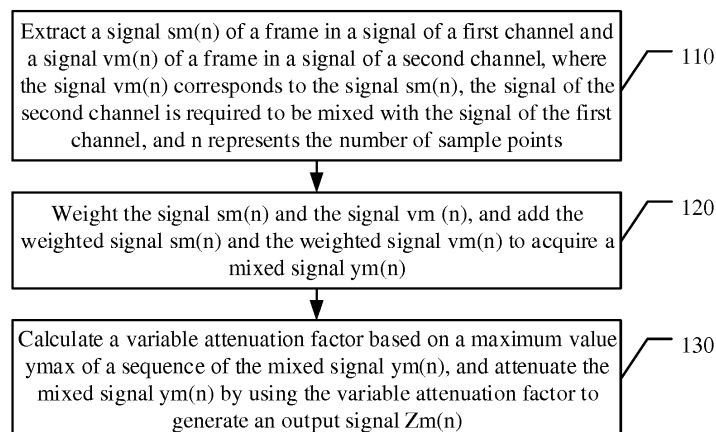 Extract a signal sm(n) of a frame in a signal of a first channel and
a signal vm(n) of a frame in a signal of a second channel, where
the signal vm(n) corresponds to the signal sm(n), the signal of the
second channel is required to be mixed with the signal of the first
channel, and n represents the number of sample points
110
Weight the signal sm(n) and the signal vm (n), and add the
weighted signal sm(n) and the weighted signal vm(n) to acquire a
mixed signal ym(n)
120
Calculate a variable attenuation factor based on a maximum value
ymax of a sequence of the mixed signal ym(n), and attenuate the
mixed signal ym(n) by using the variable attenuation factor to
generate an output signal Zm(n)
130